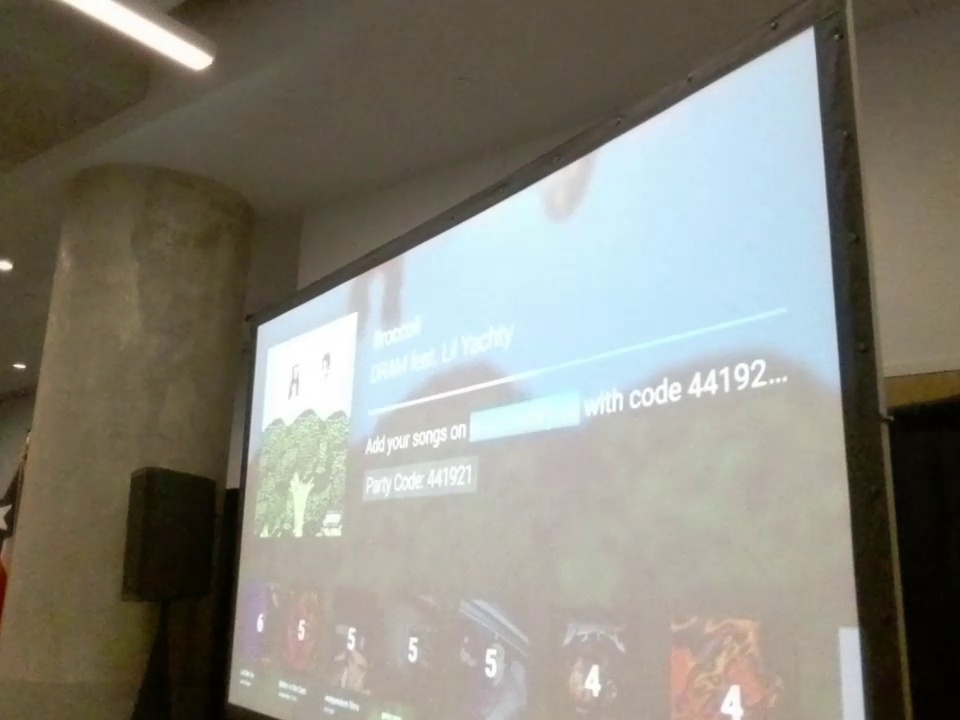 Broccoli
DRAM feat. Lil Yachty
Add your songs on with code 44192...
Party Code: 441921
6 5 5 5 5 4 4